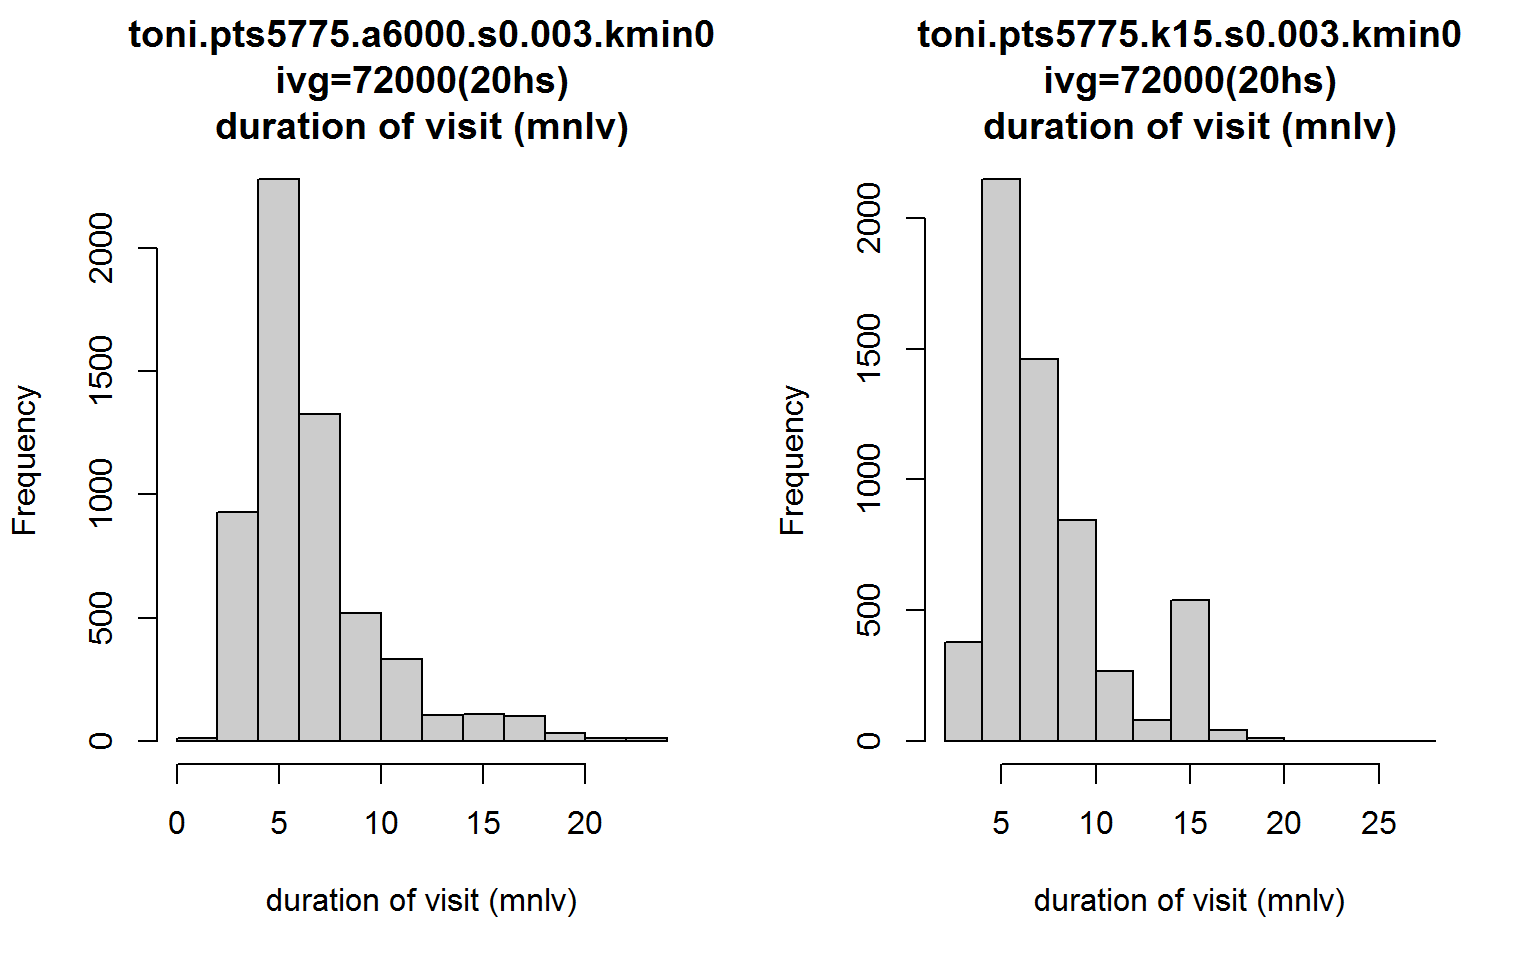 toni.pts5775.a6000.s0.003.kmin0
ivg=72000(20hs)
duration of visit (mnlv)
Frequency
2000
1500
1000
500
0
0 5 10 15 20
duration of visit (mnlv)
toni.pts5775.k15.s0.003.kmin0
ivg=72000(20hs)
duration of visit (mnlv)
Frequency
2000
1500
1000
500
0
5 10 15 20 25
duration of visit (mnlv)